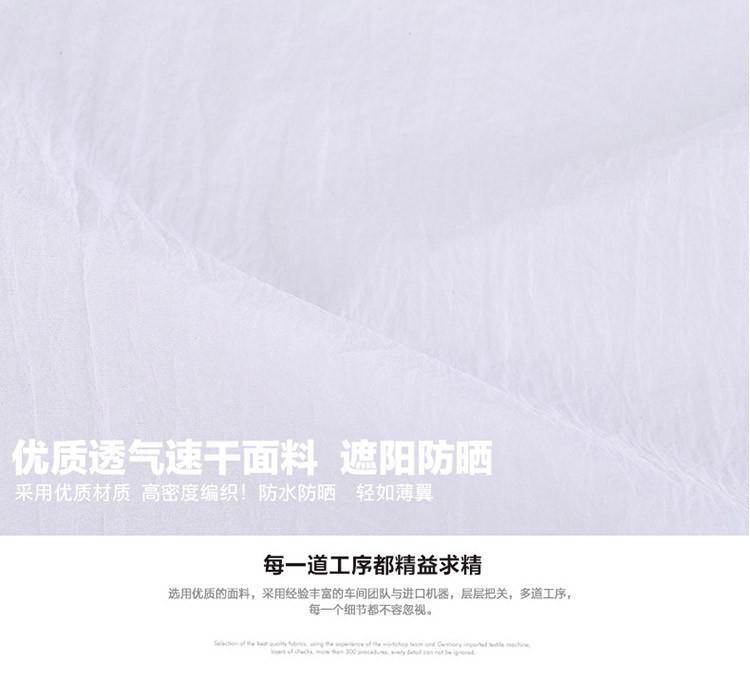 优质透气速干面料 遮阳防晒
采用优质材质 高密度编织！防水防晒 轻如薄翼
每一道工序都精益求精
选用优质的面料，采用经验丰富的车间团队与进口机器，层层把关，多道工序，
每一个细节都不容忽视。
Selection of the best quality fabrics, using the experience of the workshop team and Germany imported textile machine,
layers of checks, more than 300 procedures, every detail can not be ignored.